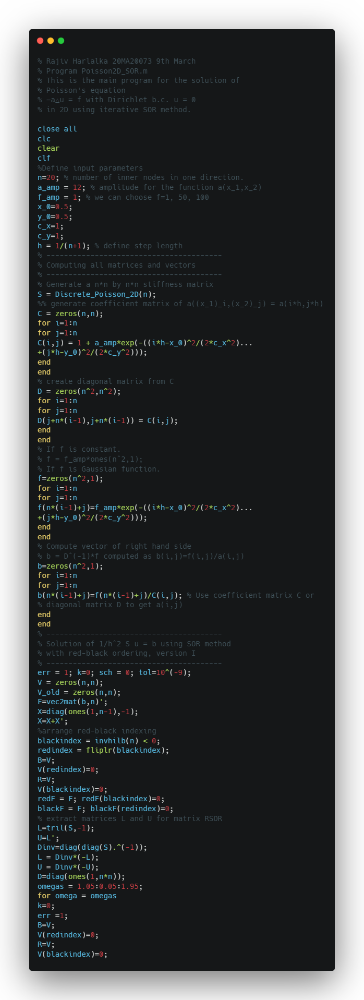 % Rajiv Harlalka 20MA20073 9th March
% Program Poisson2D_SOR.m
% This is the main program for the solution of
% Poisson's equation
% −a△u = f with Dirichlet b.c. u = 0
% in 2D using iterative SOR method.
close all
clc
clear
clf
%Define input parameters
n=20; % number of inner nodes in one direction.
a_amp = 12; % amplitude for the function a(x_1,x_2)
f_amp = 1; % we can choose f=1, 50, 100
x_0=0.5;
y_0=0.5;
c_x=1;
c_y=1;
h = 1/(n+1); % define step length
% ----------------------------------------
% Computing all matrices and vectors
% ----------------------------------------
% Generate a n*n by n*n stiffness matrix
S = Discrete_Poisson_2D(n);
%% generate coefficient matrix of a((x_1)_i,(x_2)_j) = a(i*h,j*h)
C = zeros(n,n);
for i=1:n
for j=1:n
C(i,j) = 1 + a_amp*exp(-((i*h-x_0)^2/(2*c_x^2)...
+(j*h-y_0)^2/(2*c_y^2)));
end
end
% create diagonal matrix from C
D = zeros(n^2,n^2);
for i=1:n
for j=1:n
D(j+n*(i-1),j+n*(i-1)) = C(i,j);
end
end
% If f is constant.
% f = f_amp*ones(nˆ2,1);
% If f is Gaussian function.
f=zeros(n^2,1);
for i=1:n
for j=1:n
f(n*(i-1)+j)=f_amp*exp(-((i*h-x_0)^2/(2*c_x^2)...
+(j*h-y_0)^2/(2*c_y^2)));
end
end
% Compute vector of right hand side
% b = Dˆ(-1)*f computed as b(i,j)=f(i,j)/a(i,j)
b=zeros(n^2,1);
for i=1:n
for j=1:n
b(n*(i-1)+j)=f(n*(i-1)+j)/C(i,j); % Use coefficient matrix C or
% diagonal matrix D to get a(i,j)
end
end
% ----------------------------------------
% Solution of 1/hˆ2 S u = b using SOR method
% with red-black ordering, version I
% ----------------------------------------
err = 1; k=0; sch = 0; tol=10^(-9);
V = zeros(n,n);
V_old = zeros(n,n);
F=vec2mat(b,n)';
X=diag(ones(1,n-1),-1);
X=X+X';
%arrange red-black indexing
blackindex = invhilb(n) < 0;
redindex = fliplr(blackindex);
B=V;
V(redindex)=0;
R=V;
V(blackindex)=0;
redF = F; redF(blackindex)=0;
blackF = F; blackF(redindex)=0;
% extract matrices L and U for matrix RSOR
L=tril(S,-1);
U=L';
Dinv=diag(diag(S).^(-1));
L = Dinv*(-L);
U = Dinv*(-U);
D=diag(ones(1,n*n));
omegas = 1.05:0.05:1.95;
for omega = omegas
k=0;
err =1;
B=V;
V(redindex)=0;
R=V;
V(blackindex)=0;